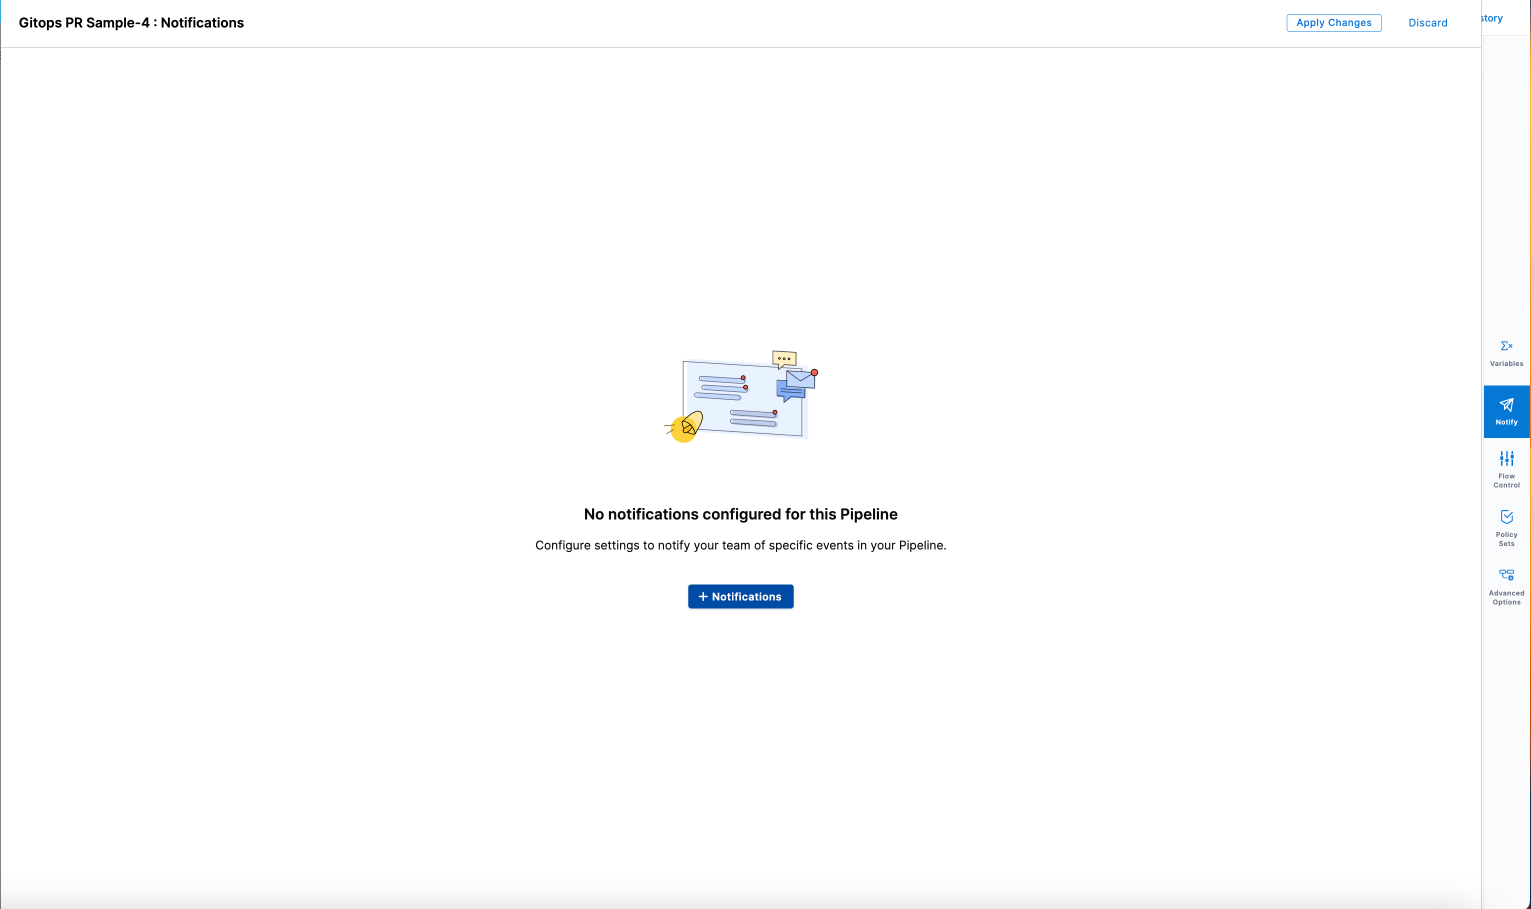 Gitops PR Sample-4 : Notifications
Apply Changes
Discard
story
Variables
Notify
Flow
Control
Policy
Sets
Advanced
Options
No notifications configured for this Pipeline
Configure settings to notify your team of specific events in your Pipeline.
+ Notifications